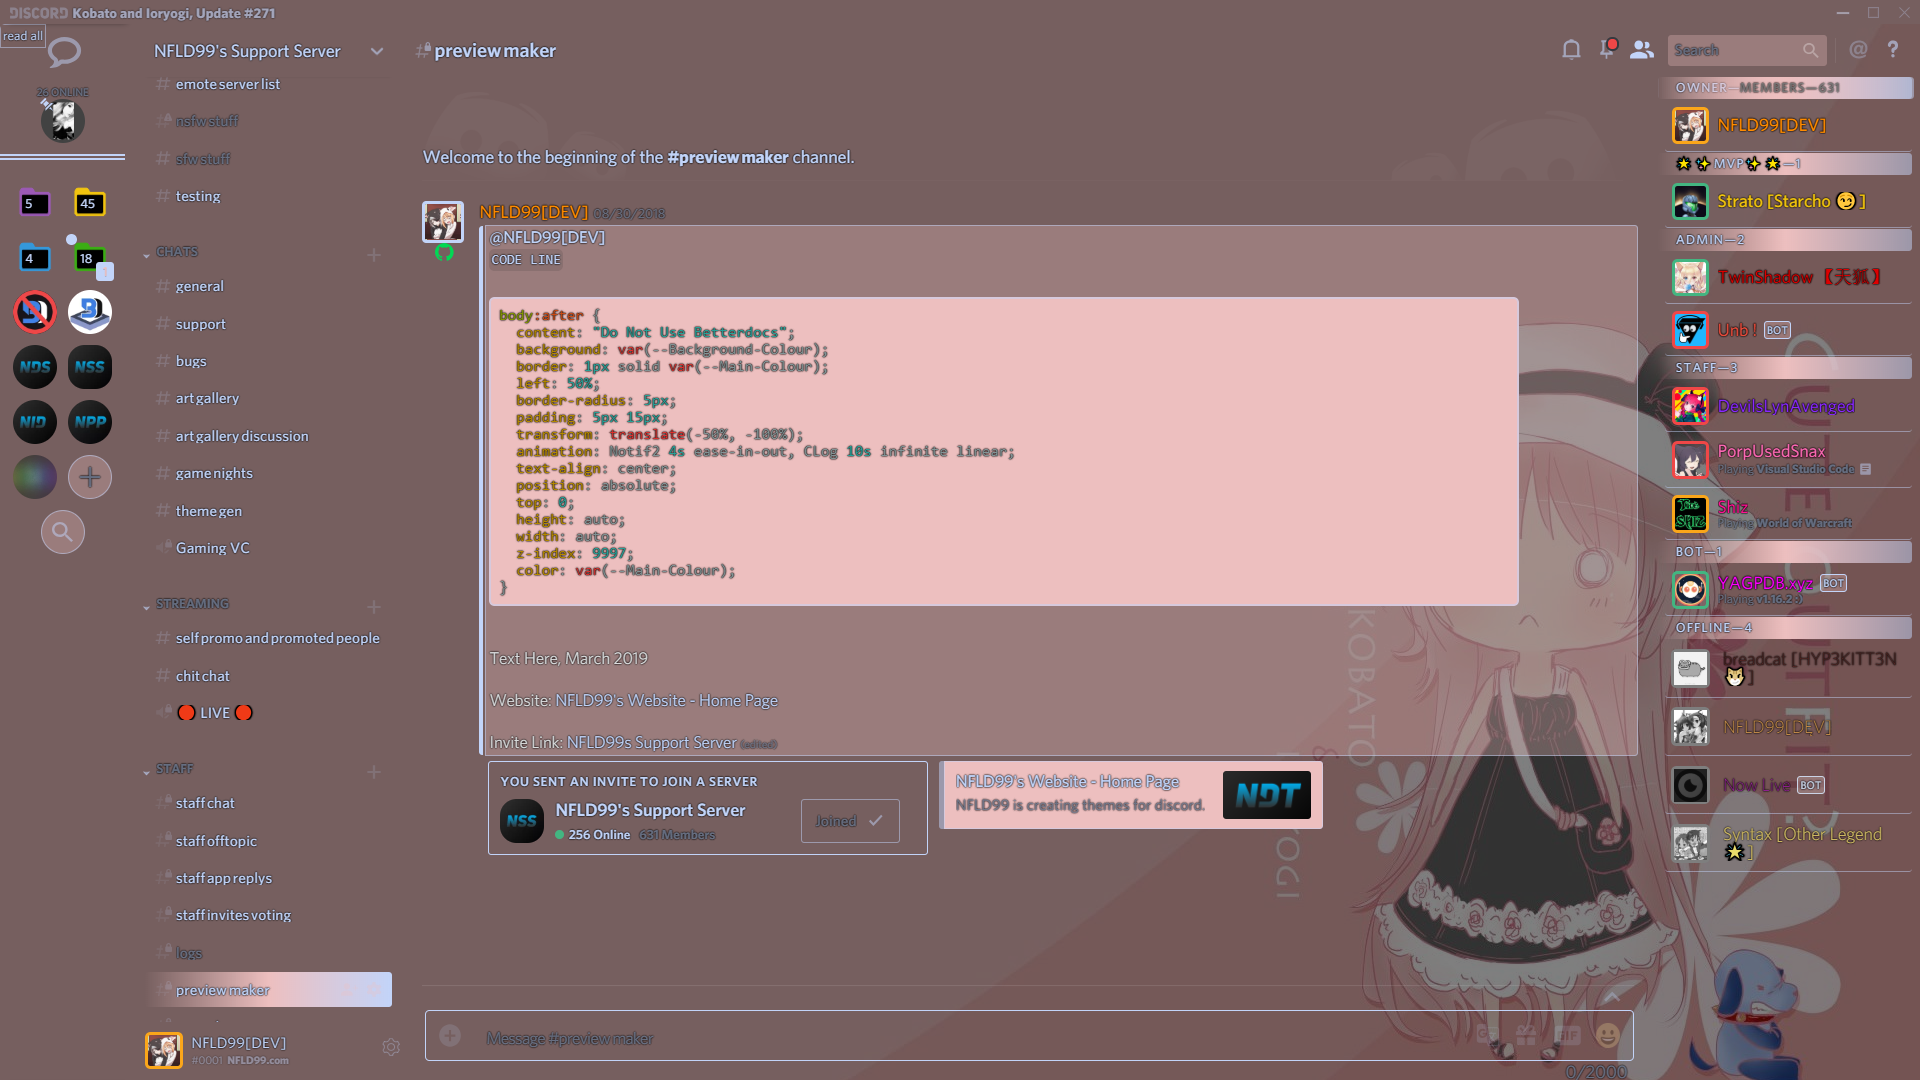 DISCORD Kobato and Ioryogi, Update #271
read all
26 ONLINE
5
45
4
18
1
NDS
NSS
NID
NPP
NFLD99's Support Server
emote server list
nsfw stuff
sfw stuff
testing
CHATS
general
support
bugs
art gallery
art gallery discussion
game nights
theme gen
Gaming VC
STREAMING
self promo and promoted people
chit chat
🔴 LIVE 🔴
STAFF
staff chat
staff offtopic
staff app replys
staff invites voting
logs
preview maker
NFLD99[DEV]
#0001 NFLD99.com
# preview maker
Search
Welcome to the beginning of the #preview maker channel.
NFLD99[DEV] 08/30/2018
@NFLD99[DEV]
CODE LINE
body:after {
content: "Do Not Use Betterdocs";
background: var(--Background-Colour);
border: 1px solid var(--Main-Colour);
left: 50%;
border-radius: 5px;
padding: 5px 15px;
transform: translate(-50%, -100%);
animation: Notif2 4s ease-in-out, CLog 10s infinite linear;
text-align: center;
position: absolute;
top: 0;
height: auto;
width: auto;
z-index: 9997;
color: var(--Main-Colour);
}
Text Here, March 2019
Website: NFLD99's Website - Home Page
Invite Link: NFLD99s Support Server (edited)
YOU SENT AN INVITE TO JOIN A SERVER
NSS
NFLD99's Support Server
256 Online 631 Members
Joined
NFLD99's Website - Home Page
NFLD99 is creating themes for discord.
NDT
Message #preview maker
GIF
0/2000
KOBATO
&
OWNER—MEMBERS—631
NFLD99[DEV]
MVP—1
Strato [Starcho 😏]
ADMIN—2
TwinShadow 【天狐】
Unb ! BOT
STAFF—3
DevilsLynAvenged
PorpUsedSnax
Playing Visual Studio Code
The SHIZ
Shiz
Playing World of Warcraft
BOT—1
YAGPDB.xyz BOT
Playing v1.16.2 :)
OFFLINE—4
breadcat [HYP3KITT3N
🐱]
NFLD99[DEV]
Now Live BOT
Syntax [Other Legend
🌟]